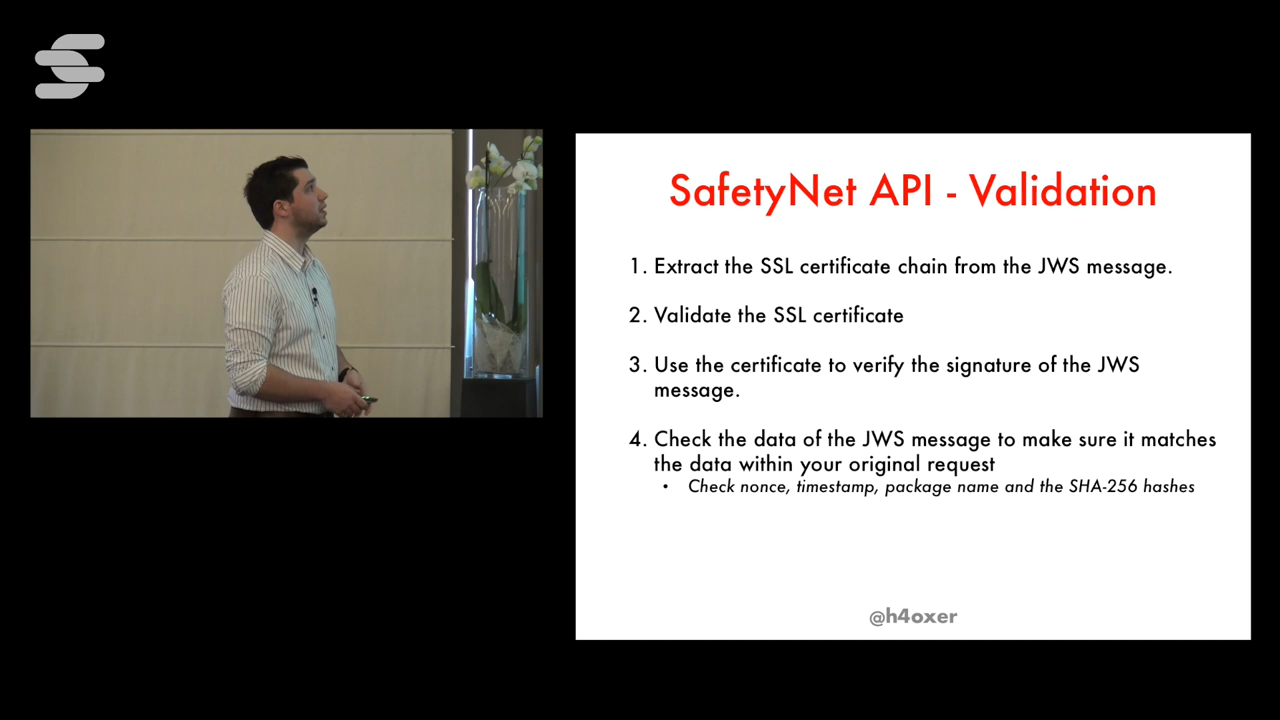 SafetyNet API - Validation
1. Extract the SSL certificate chain from the JWS message.
2. Validate the SSL certificate
3. Use the certificate to verify the signature of the JWS
message.
4. Check the data of the JWS message to make sure it matches
the data within your original request
• Check nonce, timestamp, package name and the SHA-256 hashes
@h4oxer